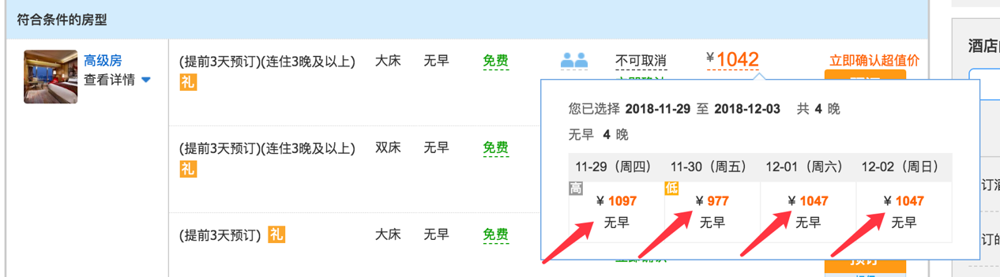 符合条件的房型
酒店
高级房
查看详情
(提前3天预订)(连住3晚及以上) 大床 无早 免费 不可取消 ¥1042 立即确认超值价
礼
您已选择 2018-11-29 至 2018-12-03 共 4 晚
无早 4 晚
11-29（周四） 11-30（周五） 12-01（周六） 12-02（周日）
高 低
¥ 1097 ¥ 977 ¥ 1047 ¥ 1047
无早 无早 无早 无早
(提前3天预订)(连住3晚及以上) 双床 无早 免费
礼
订酒
(提前3天预订) 礼 大床 无早 免费
订的
预订